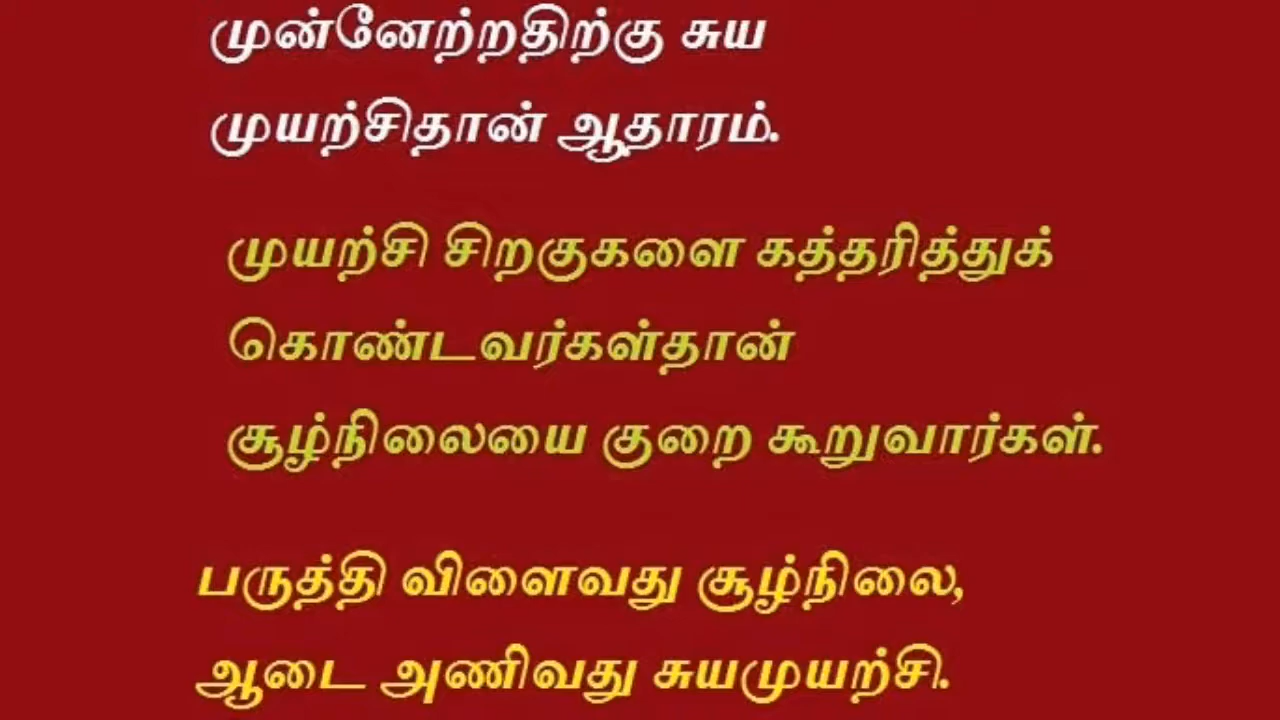 முன்னேற்றதிற்கு சுய
முயற்சிதான் ஆதாரம்.
முயற்சி சிறகுகளை கத்தரித்துக்
கொண்டவர்கள்தான்
சூழ்நிலையை குறை கூறுவார்கள்.
பருத்தி விளைவது சூழ்நிலை,
ஆடை அணிவது சுயமுயற்சி.